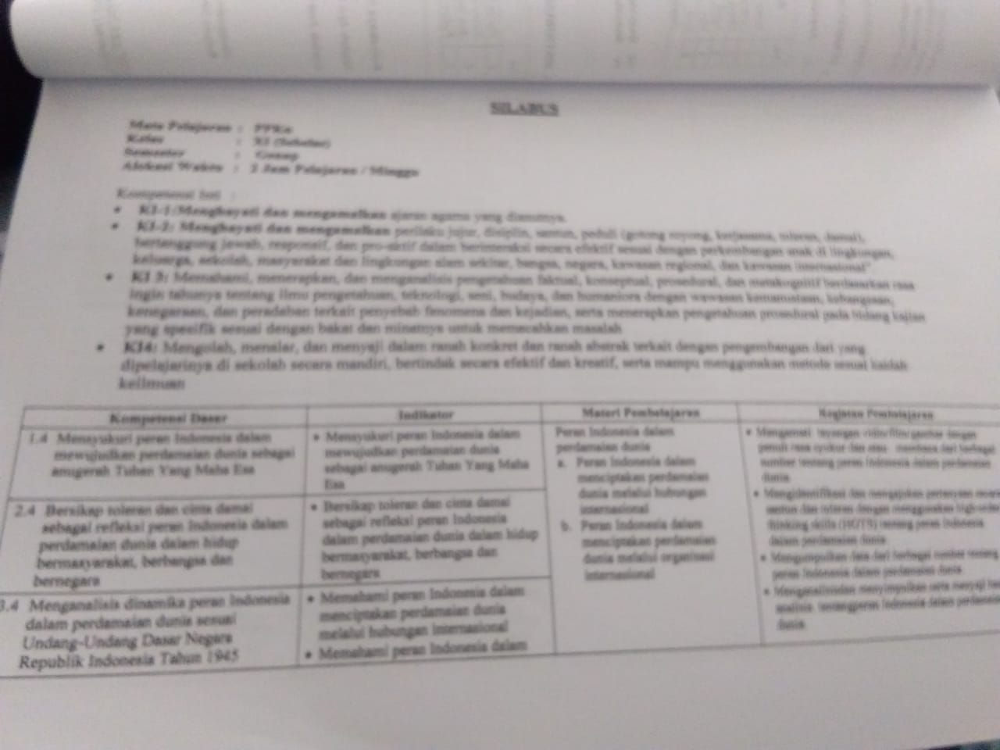 SILABUS
Mata Pelajaran : PPKn
Kelas : XI (Sebelas)
Semester : Genap
Alokasi Waktu : 2 Jam Pelajaran / Minggu
Kompetensi Inti :
• KI-1:Menghayati dan mengamalkan ajaran agama yang dianutnya.
• KI-2: Menghayati dan mengamalkan perilaku jujur, disiplin, santun, peduli (gotong royong, kerjasama, toleran, damai),
bertanggung jawab, responsif, dan pro-aktif dalam berinteraksi secara efektif sesuai dengan perkembangan anak di lingkungan,
keluarga, sekolah, masyarakat dan lingkungan alam sekitar, bangsa, negara, kawasan regional, dan kawasan internasional".
• KI 3: Memahami, menerapkan, dan menganalisis pengetahuan faktual, konseptual, prosedural, dan metakognitif berdasarkan rasa
ingin tahunya tentang ilmu pengetahuan, teknologi, seni, budaya, dan humaniora dengan wawasan kemanusiaan, kebangsaan,
kenegaraan, dan peradaban terkait penyebab fenomena dan kejadian, serta menerapkan pengetahuan prosedural pada bidang kajian
yang spesifik sesuai dengan bakat dan minatnya untuk memecahkan masalah
• KI4: Mengolah, menalar, dan menyaji dalam ranah konkret dan ranah abstrak terkait dengan pengembangan dari yang
dipelajarinya di sekolah secara mandiri, bertindak secara efektif dan kreatif, serta mampu menggunakan metode sesuai kaidah
keilmuan
Kompetensi Dasar
1.4 Mensyukuri peran Indonesia dalam
mewujudkan perdamaian dunia sebagai
anugerah Tuhan Yang Maha Esa
2.4 Bersikap toleran dan cinta damai
sebagai refleksi peran Indonesia dalam
perdamaian dunia dalam hidup
bermasyarakat, berbangsa dan
bernegara
3.4 Menganalisis dinamika peran Indonesia
dalam perdamaian dunia sesuai
Undang-Undang Dasar Negara
Republik Indonesia Tahun 1945
Indikator
• Mensyukuri peran Indonesia dalam
mewujudkan perdamaian dunia
sebagai anugerah Tuhan Yang Maha
Esa
• Bersikap toleran dan cinta damai
sebagai refleksi peran Indonesia
dalam perdamaian dunia dalam hidup
bermasyarakat, berbangsa dan
bernegara
• Memahami peran Indonesia dalam
menciptakan perdamaian dunia
melalui hubungan internasional
• Memahami peran Indonesia dalam
Materi Pembelajaran
Peran Indonesia dalam
perdamaian dunia
a. Peran Indonesia dalam
menciptakan perdamaian
dunia melalui hubungan
internasional
b. Peran Indonesia dalam
menciptakan perdamaian
dunia melalui organisasi
internasional
Kegiatan Pembelajaran
• Mengamati tayangan video/film/gambar dengan
penuh rasa syukur dan atau membaca dari berbagai
sumber tentang peran Indonesia dalam perdamaian
dunia
• Mengidentifikasi dan mengajukan pertanyaan secara
santun dan toleran dengan menggunakan high order
thinking skills (HOTS) tentang peran Indonesia
dalam perdamaian dunia
• Mengumpulkan data dari berbagai sumber tentang
peran Indonesia dalam perdamaian dunia
• menyimpulkan serta menyaji
analisis Indonesia dalam
dunia